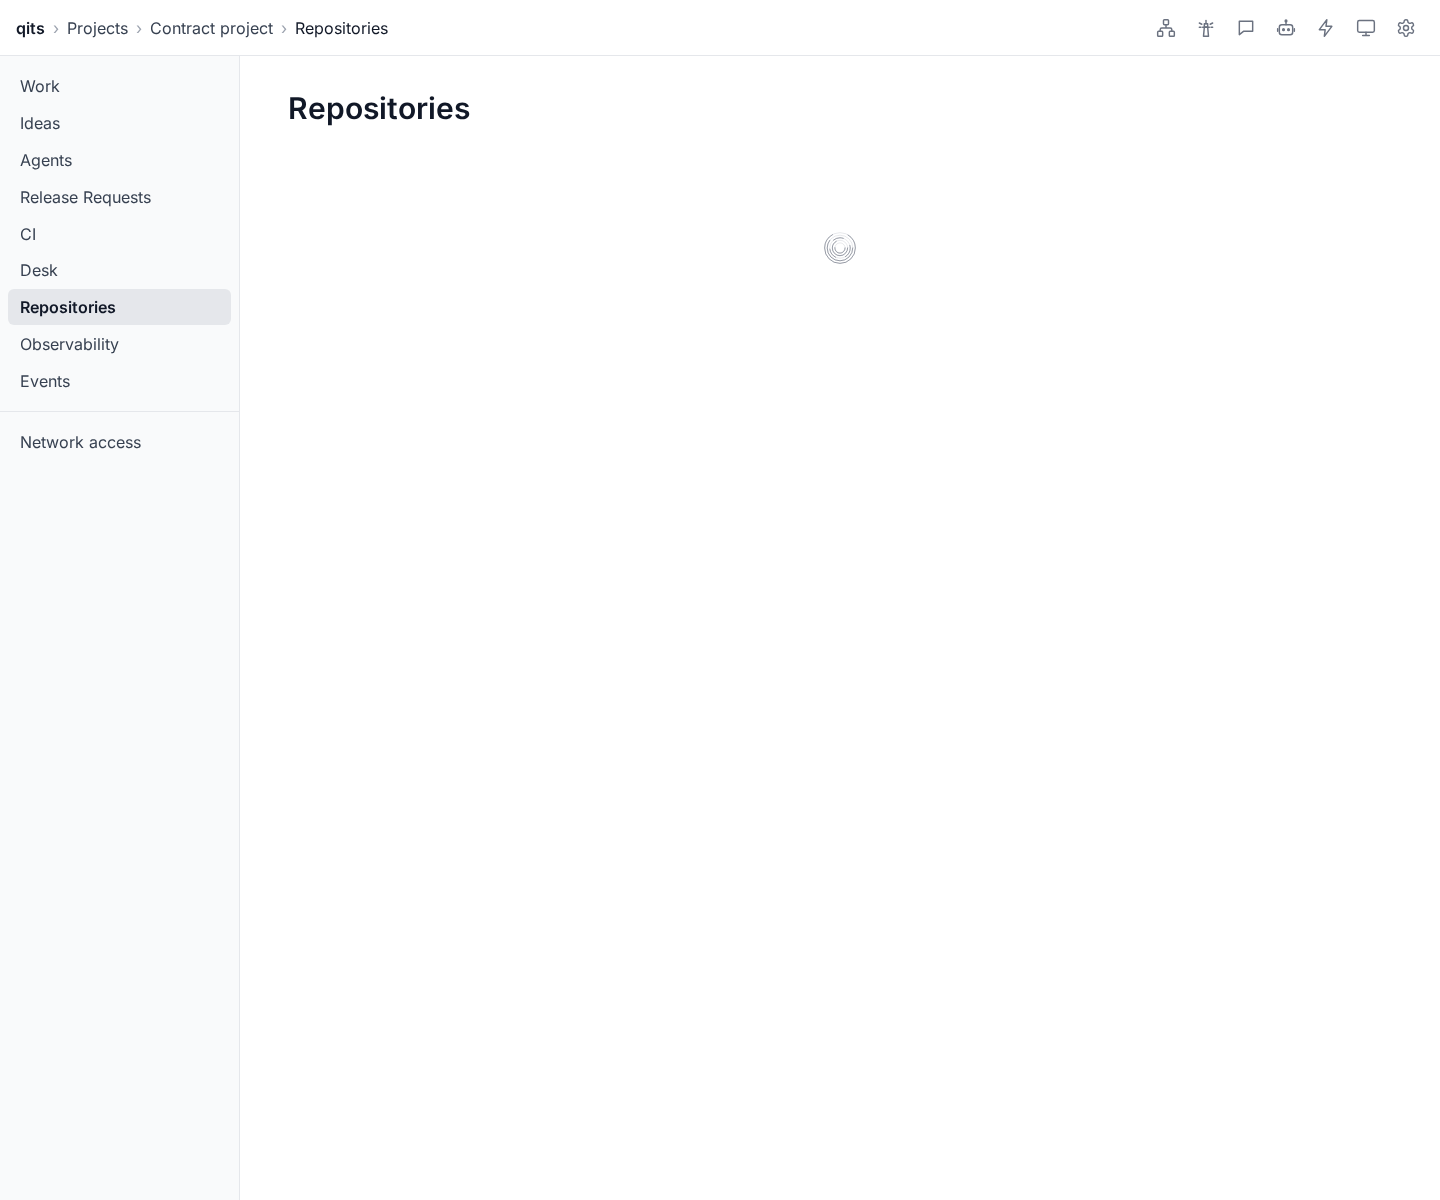 qits › Projects › Contract project › Repositories
Work
Ideas
Agents
Release Requests
CI
Desk
Repositories
Observability
Events
Network access
Repositories